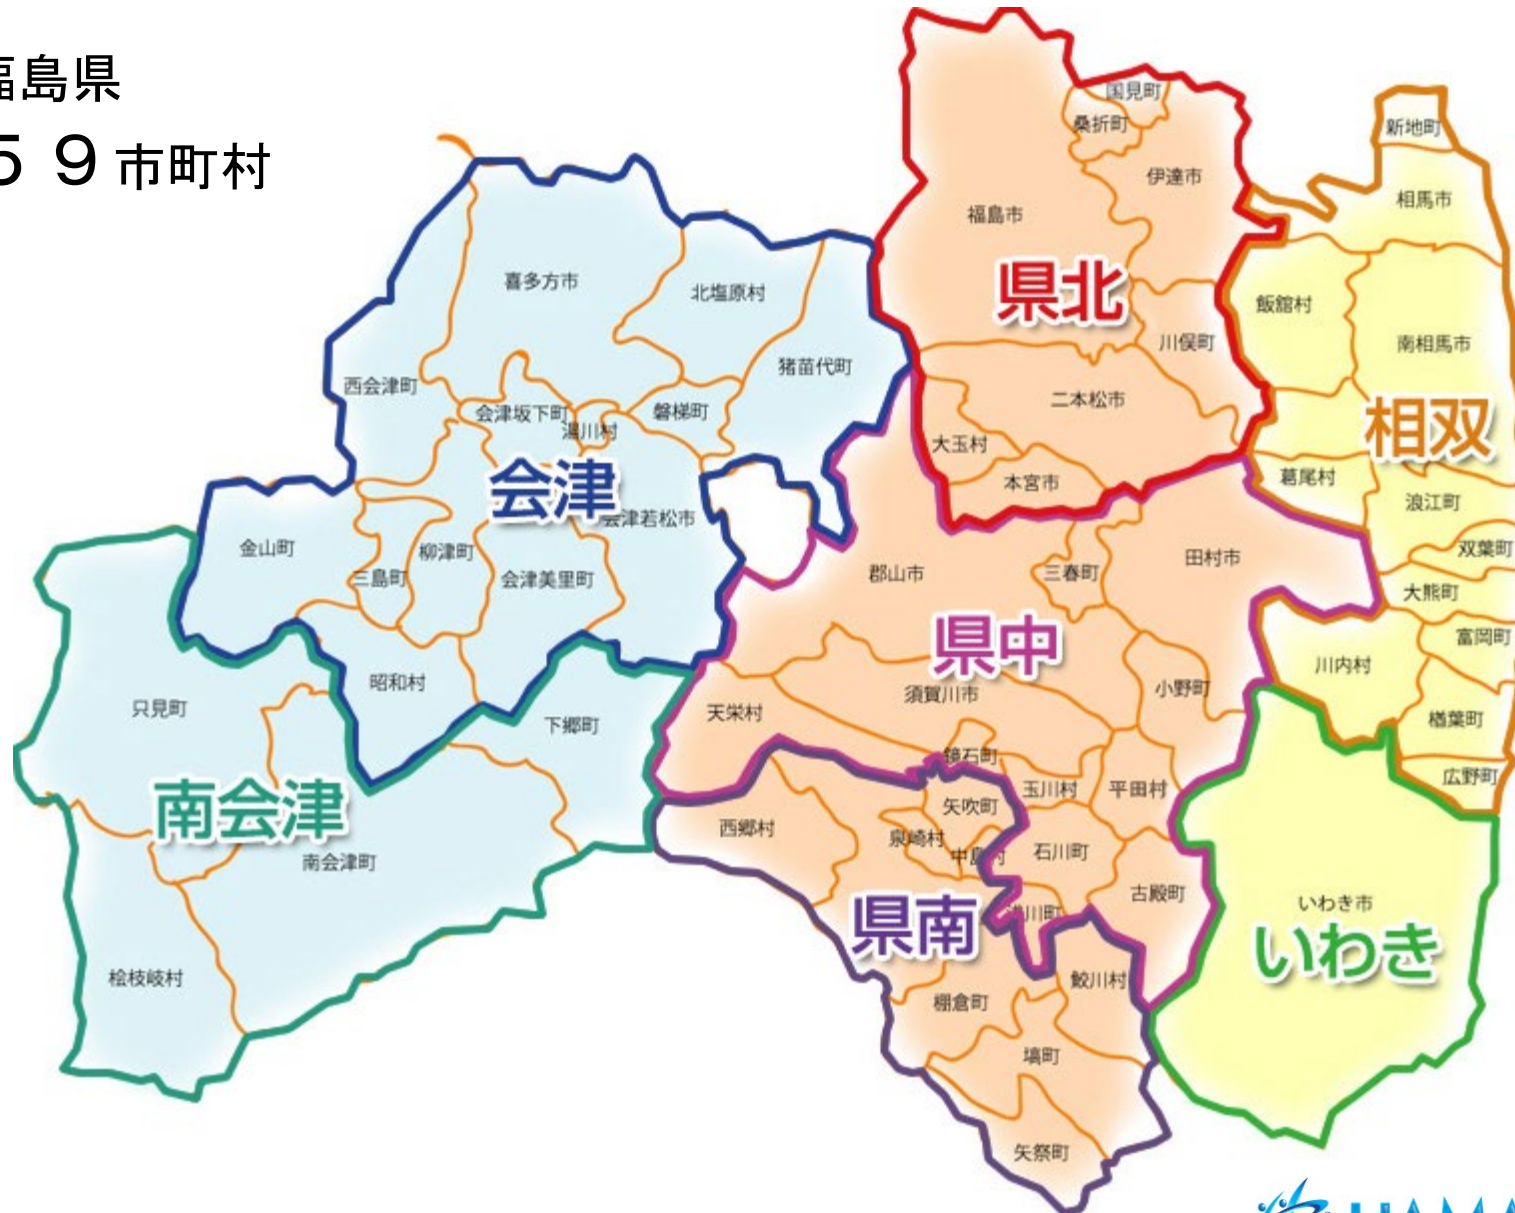 福島県
５９市町村
国見町
桑折町
伊達市
福島市
県北
川俣町
二本松市
大玉村
本宮市
新地町
相馬市
飯舘村
南相馬市
相双
葛尾村
浪江町
双葉町
大熊町
富岡町
川内村
楢葉町
広野町
喜多方市
北塩原村
猪苗代町
西会津町
会津坂下町
湯川村
磐梯町
会津
会津若松市
金山町
柳津町
三島町
会津美里町
昭和村
只見町
下郷町
南会津
南会津町
桧枝岐村
郡山市
三春町
田村市
県中
小野町
須賀川市
天栄村
鏡石町
玉川村
平田村
石川町
古殿町
浅川町
矢吹町
西郷村
泉崎村
中島村
県南
鮫川村
棚倉町
塙町
矢祭町
いわき市
いわき